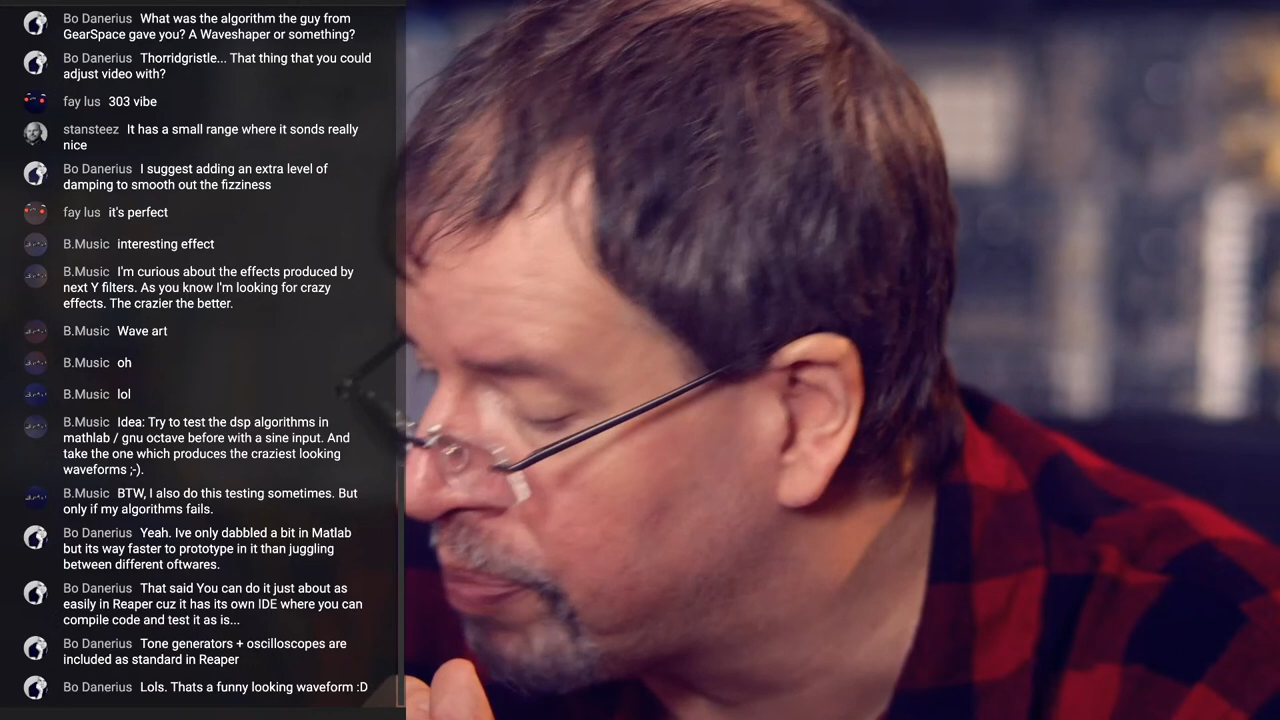 Bo Danerius What was the algorithm the guy from
GearSpace gave you? A Waveshaper or something?
Bo Danerius Thorridgristle... That thing that you could
adjust video with?
fay lus 303 vibe
stansteez It has a small range where it sonds really
nice
Bo Danerius I suggest adding an extra level of
damping to smooth out the fizziness
fay lus it's perfect
B.Music interesting effect
B.Music I'm curious about the effects produced by
next Y filters. As you know I'm looking for crazy
effects. The crazier the better.
B.Music Wave art
B.Music oh
B.Music lol
B.Music Idea: Try to test the dsp algorithms in
mathlab / gnu octave before with a sine input. And
take the one which produces the craziest looking
waveforms ;-).
B.Music BTW, I also do this testing sometimes. But
only if my algorithms fails.
Bo Danerius Yeah. Ive only dabbled a bit in Matlab
but its way faster to prototype in it than juggling
between different oftwares.
Bo Danerius That said You can do it just about as
easily in Reaper cuz it has its own IDE where you can
compile code and test it as is...
Bo Danerius Tone generators + oscilloscopes are
included as standard in Reaper
Bo Danerius Lols. Thats a funny looking waveform :D